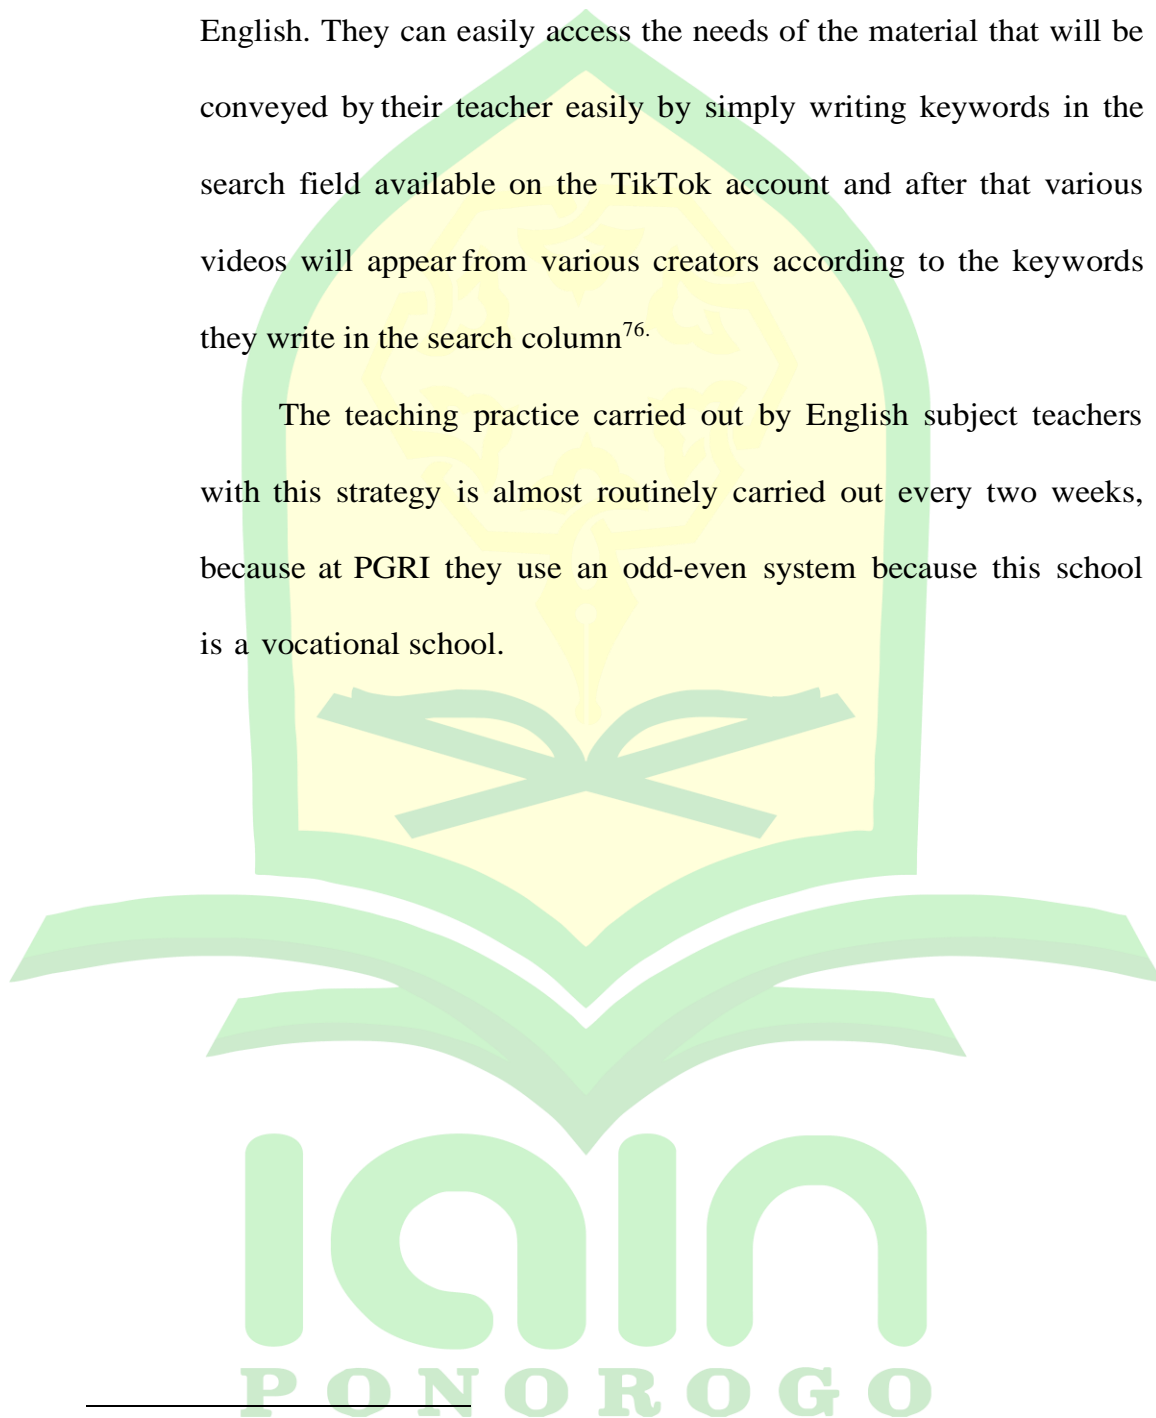 English. They can easily access the needs of the material that will be
conveyed by their teacher easily by simply writing keywords in the
search field available on the TikTok account and after that various
videos will appear from various creators according to the keywords
they write in the search column76.
The teaching practice carried out by English subject teachers
with this strategy is almost routinely carried out every two weeks,
because at PGRI they use an odd-even system because this school
is a vocational school.
iain
PONOROGO